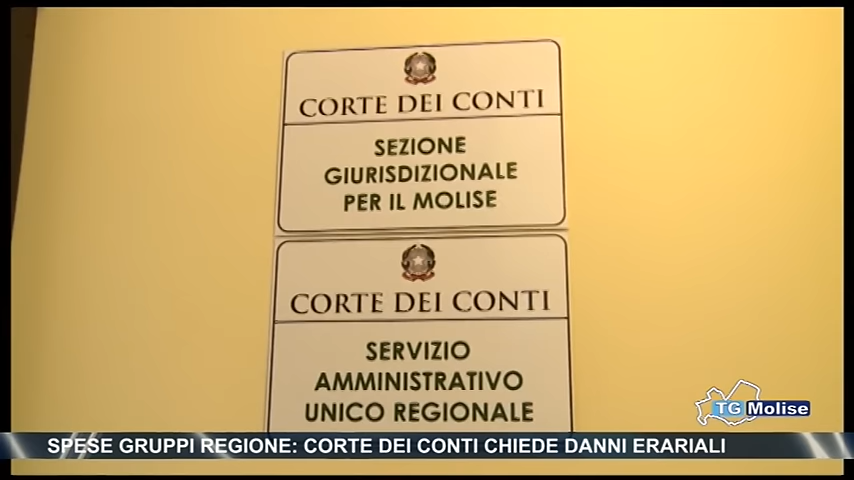 CORTE DEI CONTI
SEZIONE
GIURISDIZIONALE
PER IL MOLISE
CORTE DEI CONTI
SERVIZIO
AMMINISTRATIVO
UNICO REGIONALE
TG Molise
SPESE GRUPPI REGIONE: CORTE DEI CONTI CHIEDE DANNI ERARIALI